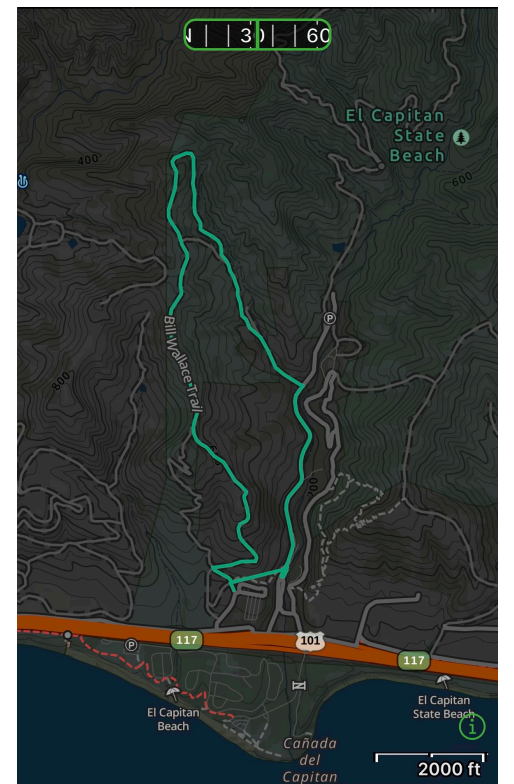 N 30 60
El Capitan
State
Beach
400
600
P
Bill Wallace Trail
800
117
101
P
117
El Capitan
Beach
El Capitan
State Beach
i
Cañada
del
Capitan
2000 ft